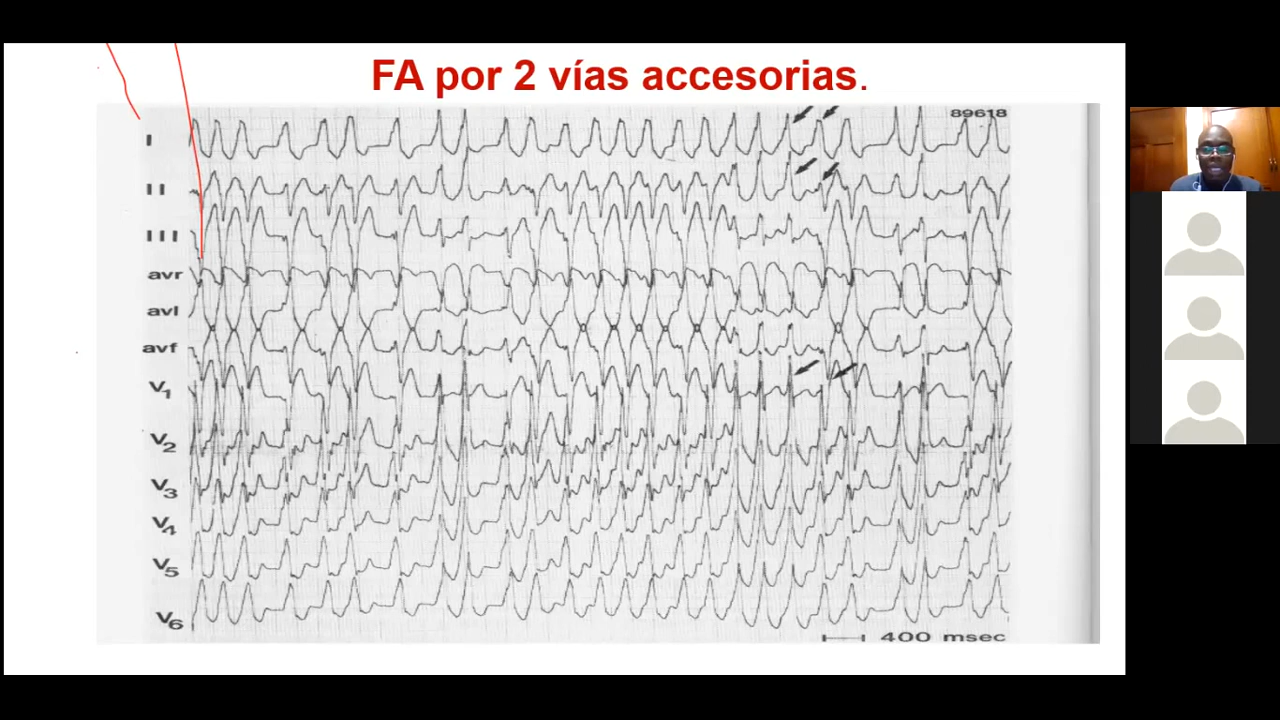 FA por 2 vías accesorias.
89618
I
II
III
avr
avl
avf
V1
V2
V3
V4
V5
V6
400 msec